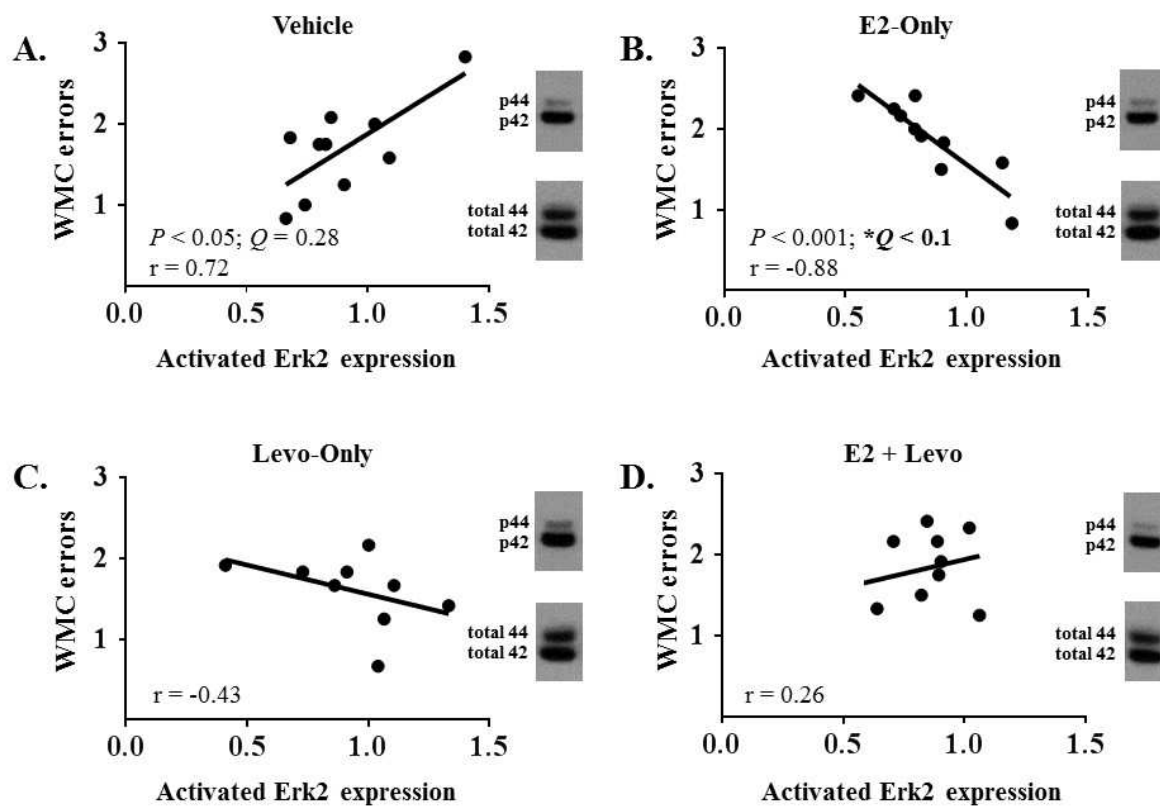 A.
Vehicle
3
2
1
WMC errors
P < 0.05; Q = 0.28
r = 0.72
0.0 0.5 1.0 1.5
Activated Erk2 expression
p44
p42
total 44
total 42
B.
E2-Only
3
2
1
0
WMC errors
P < 0.001; *Q < 0.1
r = -0.88
0.0 0.5 1.0 1.5
Activated Erk2 expression
p44
p42
total 44
total 42
C.
Levo-Only
3
2
1
WMC errors
r = -0.43
0.0 0.5 1.0 1.5
Activated Erk2 expression
p44
p42
total 44
total 42
D.
E2 + Levo
3
2
1
0
WMC errors
r = 0.26
0.0 0.5 1.0 1.5
Activated Erk2 expression
p44
p42
total 44
total 42